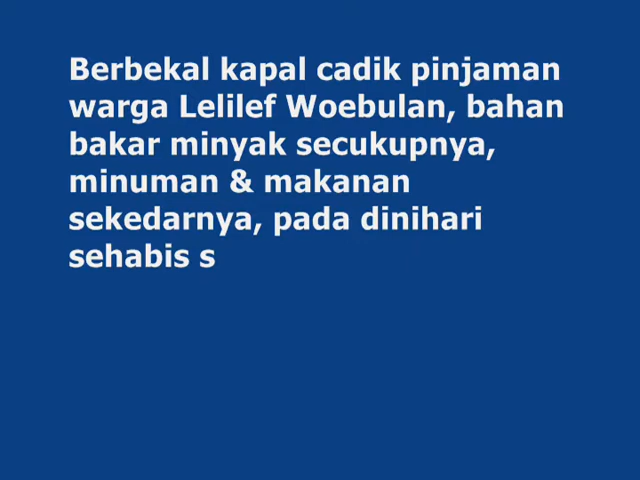 Berbekal kapal cadik pinjaman
warga Lelilef Woebulan, bahan
bakar minyak secukupnya,
minuman & makanan
sekedarnya, pada dinihari
sehabis s